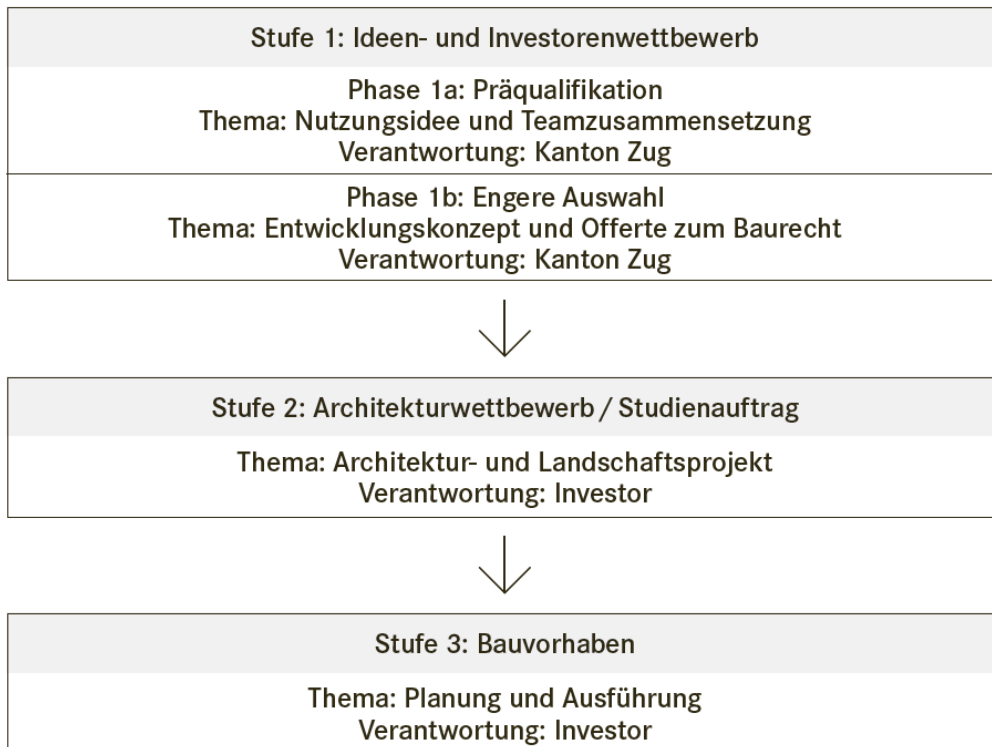 Stufe 1: Ideen- und Investorenwettbewerb
Phase 1a: Präqualifikation
Thema: Nutzungsidee und Teamzusammensetzung
Verantwortung: Kanton Zug
Phase 1b: Engere Auswahl
Thema: Entwicklungskonzept und Offerte zum Baurecht
Verantwortung: Kanton Zug
Stufe 2: Architekturwettbewerb / Studienauftrag
Thema: Architektur- und Landschaftsprojekt
Verantwortung: Investor
Stufe 3: Bauvorhaben
Thema: Planung und Ausführung
Verantwortung: Investor